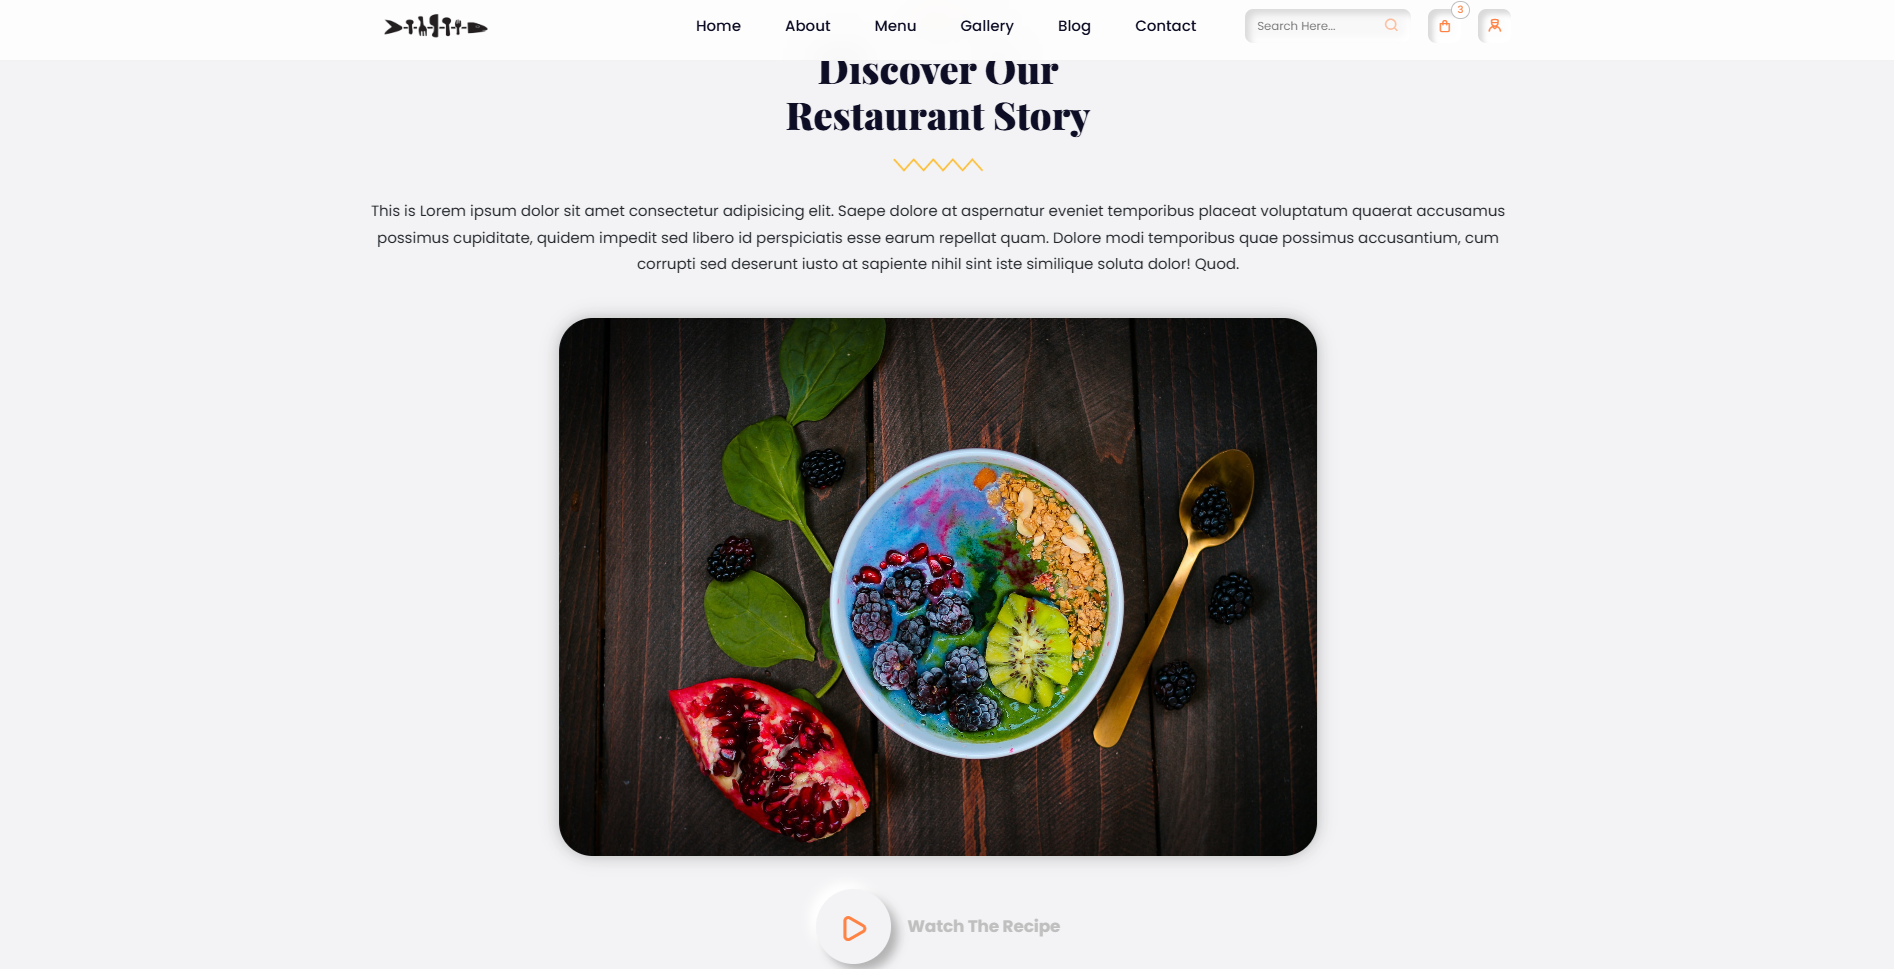 Home About Menu Gallery Blog Contact Search Here... 3
Discover Our
Restaurant Story
This is Lorem ipsum dolor sit amet consectetur adipisicing elit. Saepe dolore at aspernatur eveniet temporibus placeat voluptatum quaerat accusamus
possimus cupiditate, quidem impedit sed libero id perspiciatis esse earum repellat quam. Dolore modi temporibus quae possimus accusantium, cum
corrupti sed deserunt iusto at sapiente nihil sint iste similique soluta dolor! Quod.
Watch The Recipe